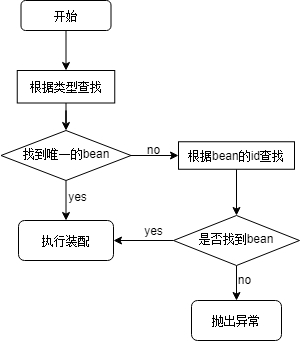 开始
根据类型查找
找到唯一的bean
no
根据bean的id查找
yes
执行装配
yes
是否找到bean
no
抛出异常